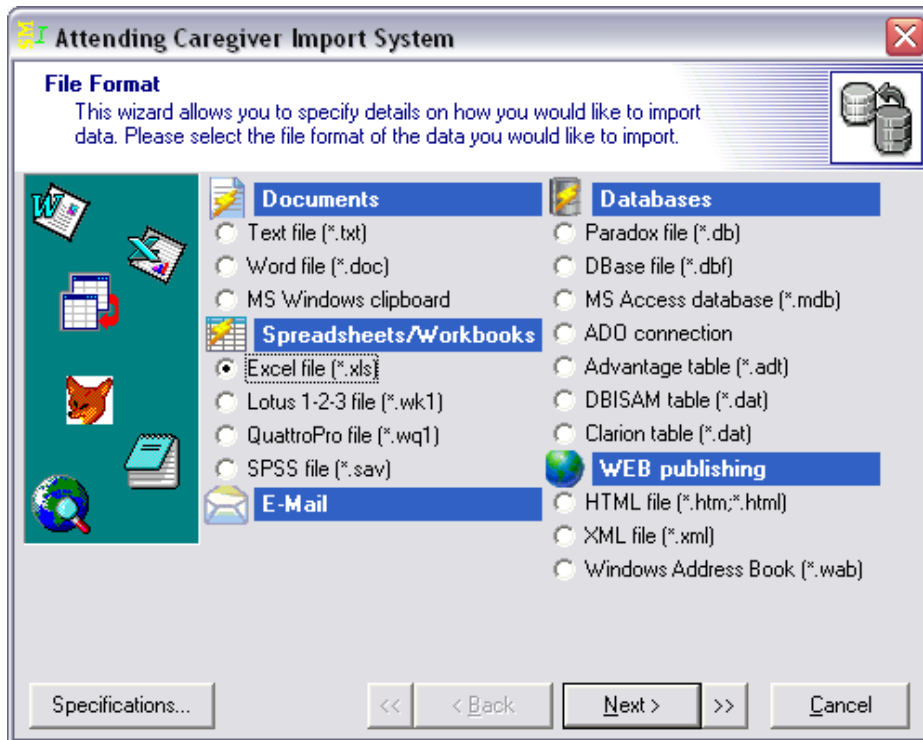 Attending Caregiver Import System
File Format
This wizard allows you to specify details on how you would like to import
data. Please select the file format of the data you would like to import.
Documents
Text file (*.txt)
Word file (*.doc)
MS Windows clipboard
Spreadsheets/Workbooks
Excel file (*.xls)
Lotus 1-2-3 file (*.wk1)
QuattroPro file (*.wq1)
SPSS file (*.sav)
E-Mail
Databases
Paradox file (*.db)
DBase file (*.dbf)
MS Access database (*.mdb)
ADO connection
Advantage table (*.adt)
DBISAM table (*.dat)
Clarion table (*.dat)
WEB publishing
HTML file (*.htm;*.html)
XML file (*.xml)
Windows Address Book (*.wab)
Specifications... << < Back Next > >> Cancel